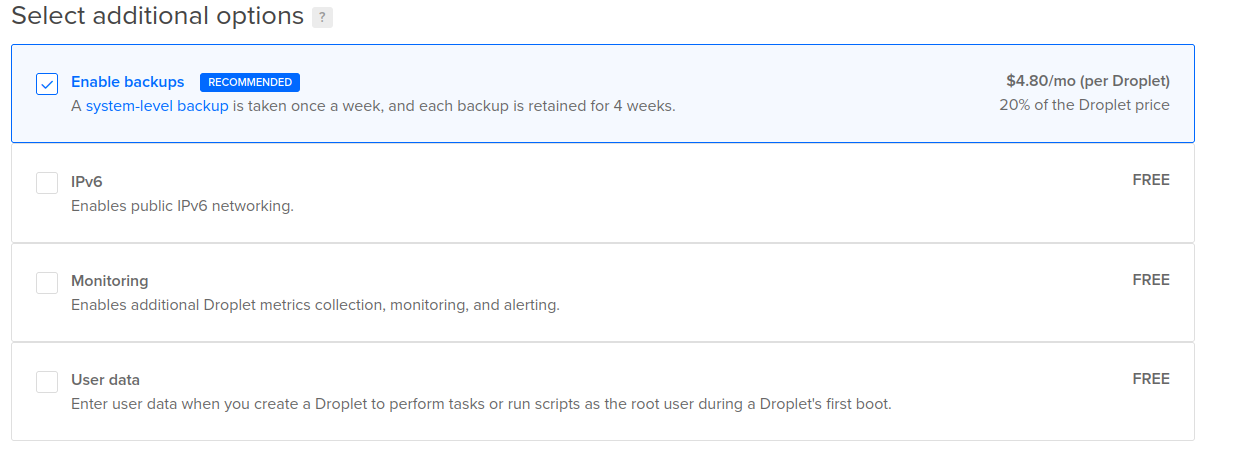 Select additional options ?
Enable backups RECOMMENDED $4.80/mo (per Droplet)
A system-level backup is taken once a week, and each backup is retained for 4 weeks. 20% of the Droplet price
IPv6 FREE
Enables public IPv6 networking.
Monitoring FREE
Enables additional Droplet metrics collection, monitoring, and alerting.
User data FREE
Enter user data when you create a Droplet to perform tasks or run scripts as the root user during a Droplet's first boot.